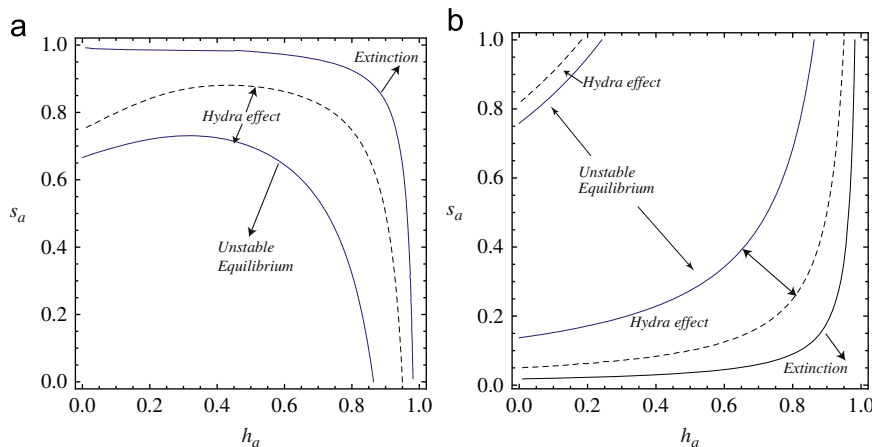 a
1.0
0.8
0.6
0.4
0.2
0.0
s_a
Extinction
Hydra effect
Unstable
Equilibrium
0.0 0.2 0.4 0.6 0.8 1.0
h_a
b
1.0
0.8
0.6
0.4
0.2
0.0
s_a
Hydra effect
Unstable
Equilibrium
Hydra effect
Extinction
0.0 0.2 0.4 0.6 0.8 1.0
h_a